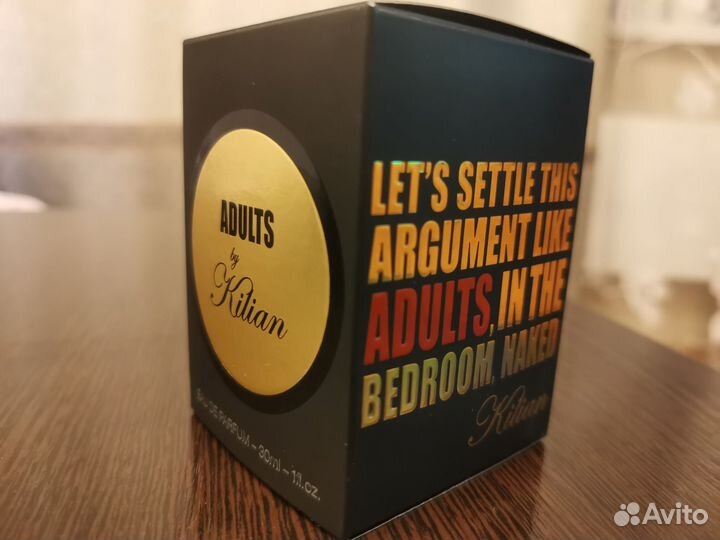 ADULTS
by
Kilian
EAU DE PARFUM – 30ml – 1fl.oz.
LET'S SETTLE THIS
ARGUMENT LIKE
ADULTS, IN THE
BEDROOM, NAKED
Kilian
Avito